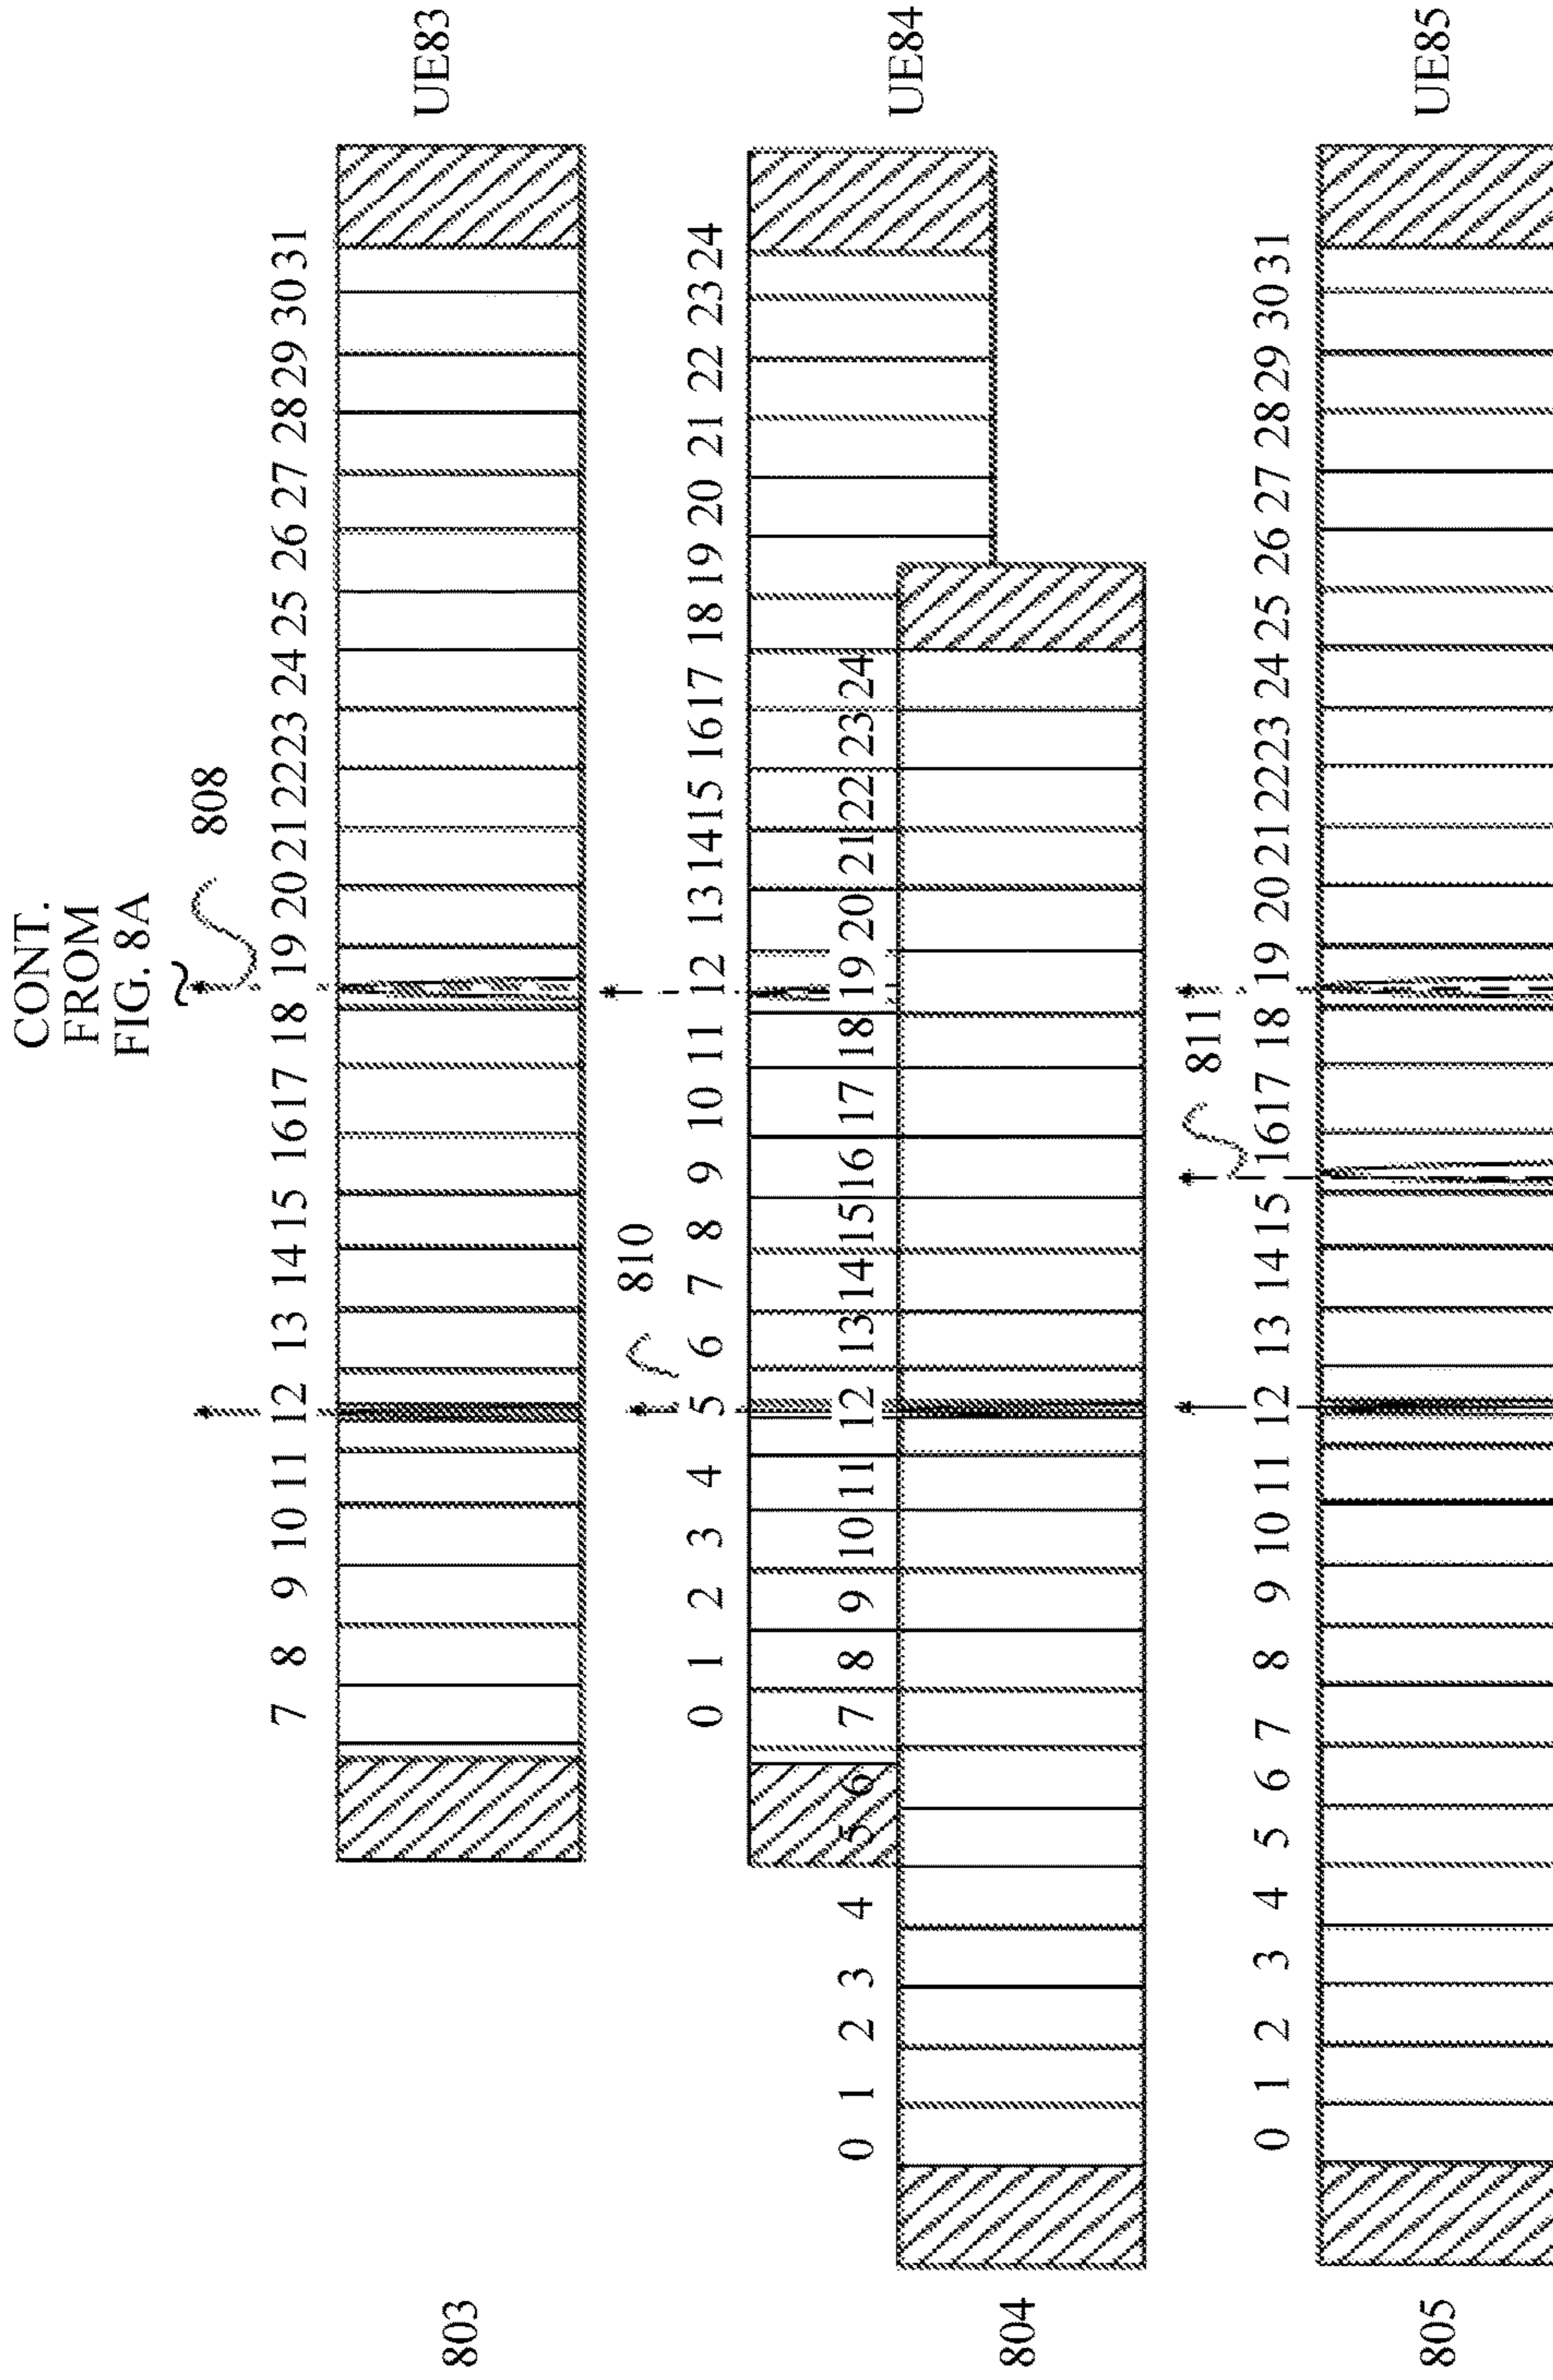 CONT.
FROM
FIG. 8A
808
7 8 9 10 11 12 13 14 15 16 17 18 19 20 21 22 23 24 25 26 27 28 29 30 31
803
UE83
810
0 1 2 3 4 5 6 7 8 9 10 11 12 13 14 15 16 17 18 19 20 21 22 23 24
UE84
0 1 2 3 4 5 6 7 8 9 10 11 12 13 14 15 16 17 18 19 20 21 22 23 24
804
811
0 1 2 3 4 5 6 7 8 9 10 11 12 13 14 15 16 17 18 19 20 21 22 23 24 25 26 27 28 29 30 31
805
UE85